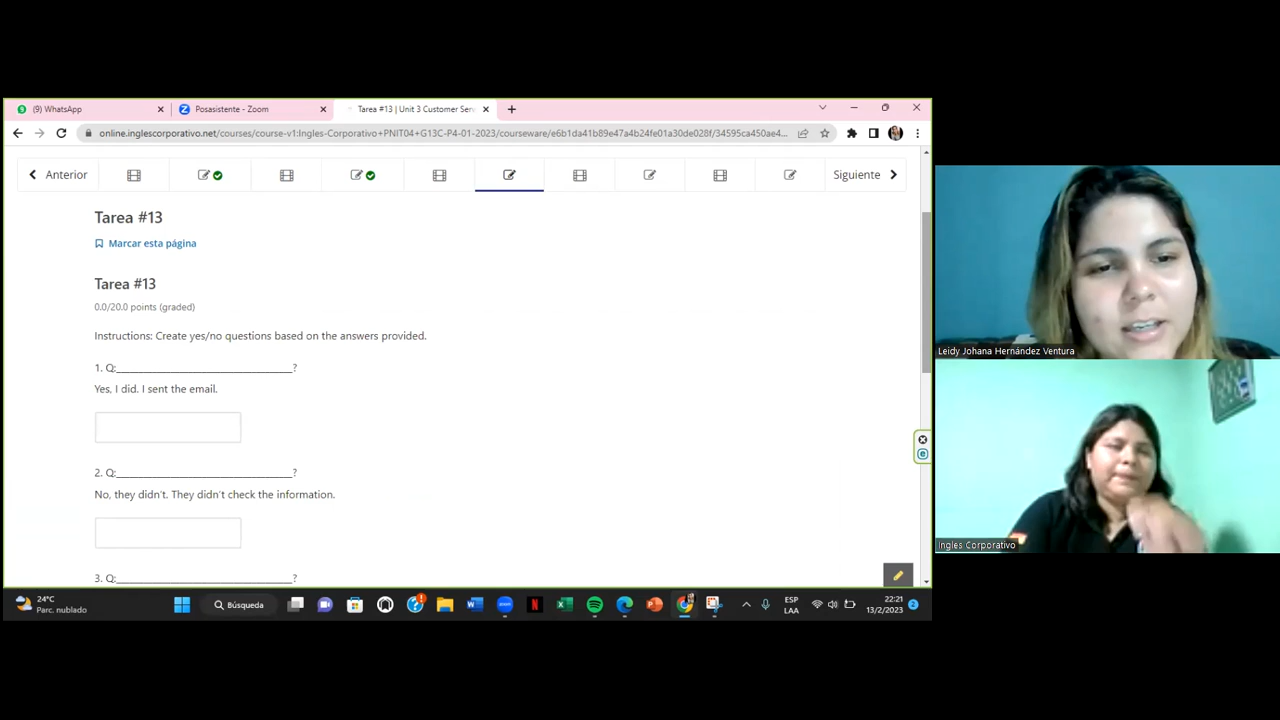 (9) WhatsApp
Posasistente - Zoom
Tarea #13 | Unit 3 Customer Ser
online.inglescorporativo.net/courses/course-v1:Ingles-Corporativo+PNIT04+G13C-P4-01-2023/courseware/e6b1da41b89e47a4b24fe01a30de028f/34595ca450ae4...
Anterior
Siguiente
Tarea #13
Marcar esta página
Tarea #13
0.0/20.0 points (graded)
Instructions: Create yes/no questions based on the answers provided.
1. Q:________________________________?
Yes, I did. I sent the email.
2. Q:________________________________?
No, they didn't. They didn't check the information.
3. Q:________________________________?
Leidy Johana Hernández Ventura
Ingles Corporativo
24°C
Parc. nublado
Búsqueda
ESP
LAA
22:21
13/2/2023
2